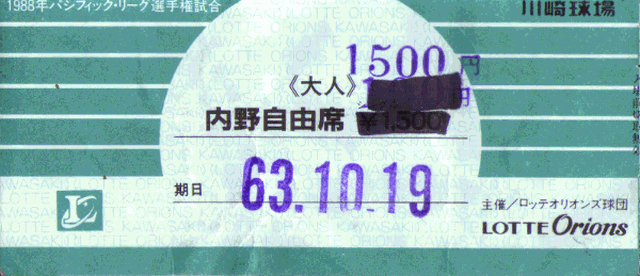 1988年パシフィック・リーグ選手権試合
川崎球場
1500円
《大人》
円
内野自由席 ¥1,500
期日 63.10.19
主催／ロッテオリオンズ球団
LOTTE Orions